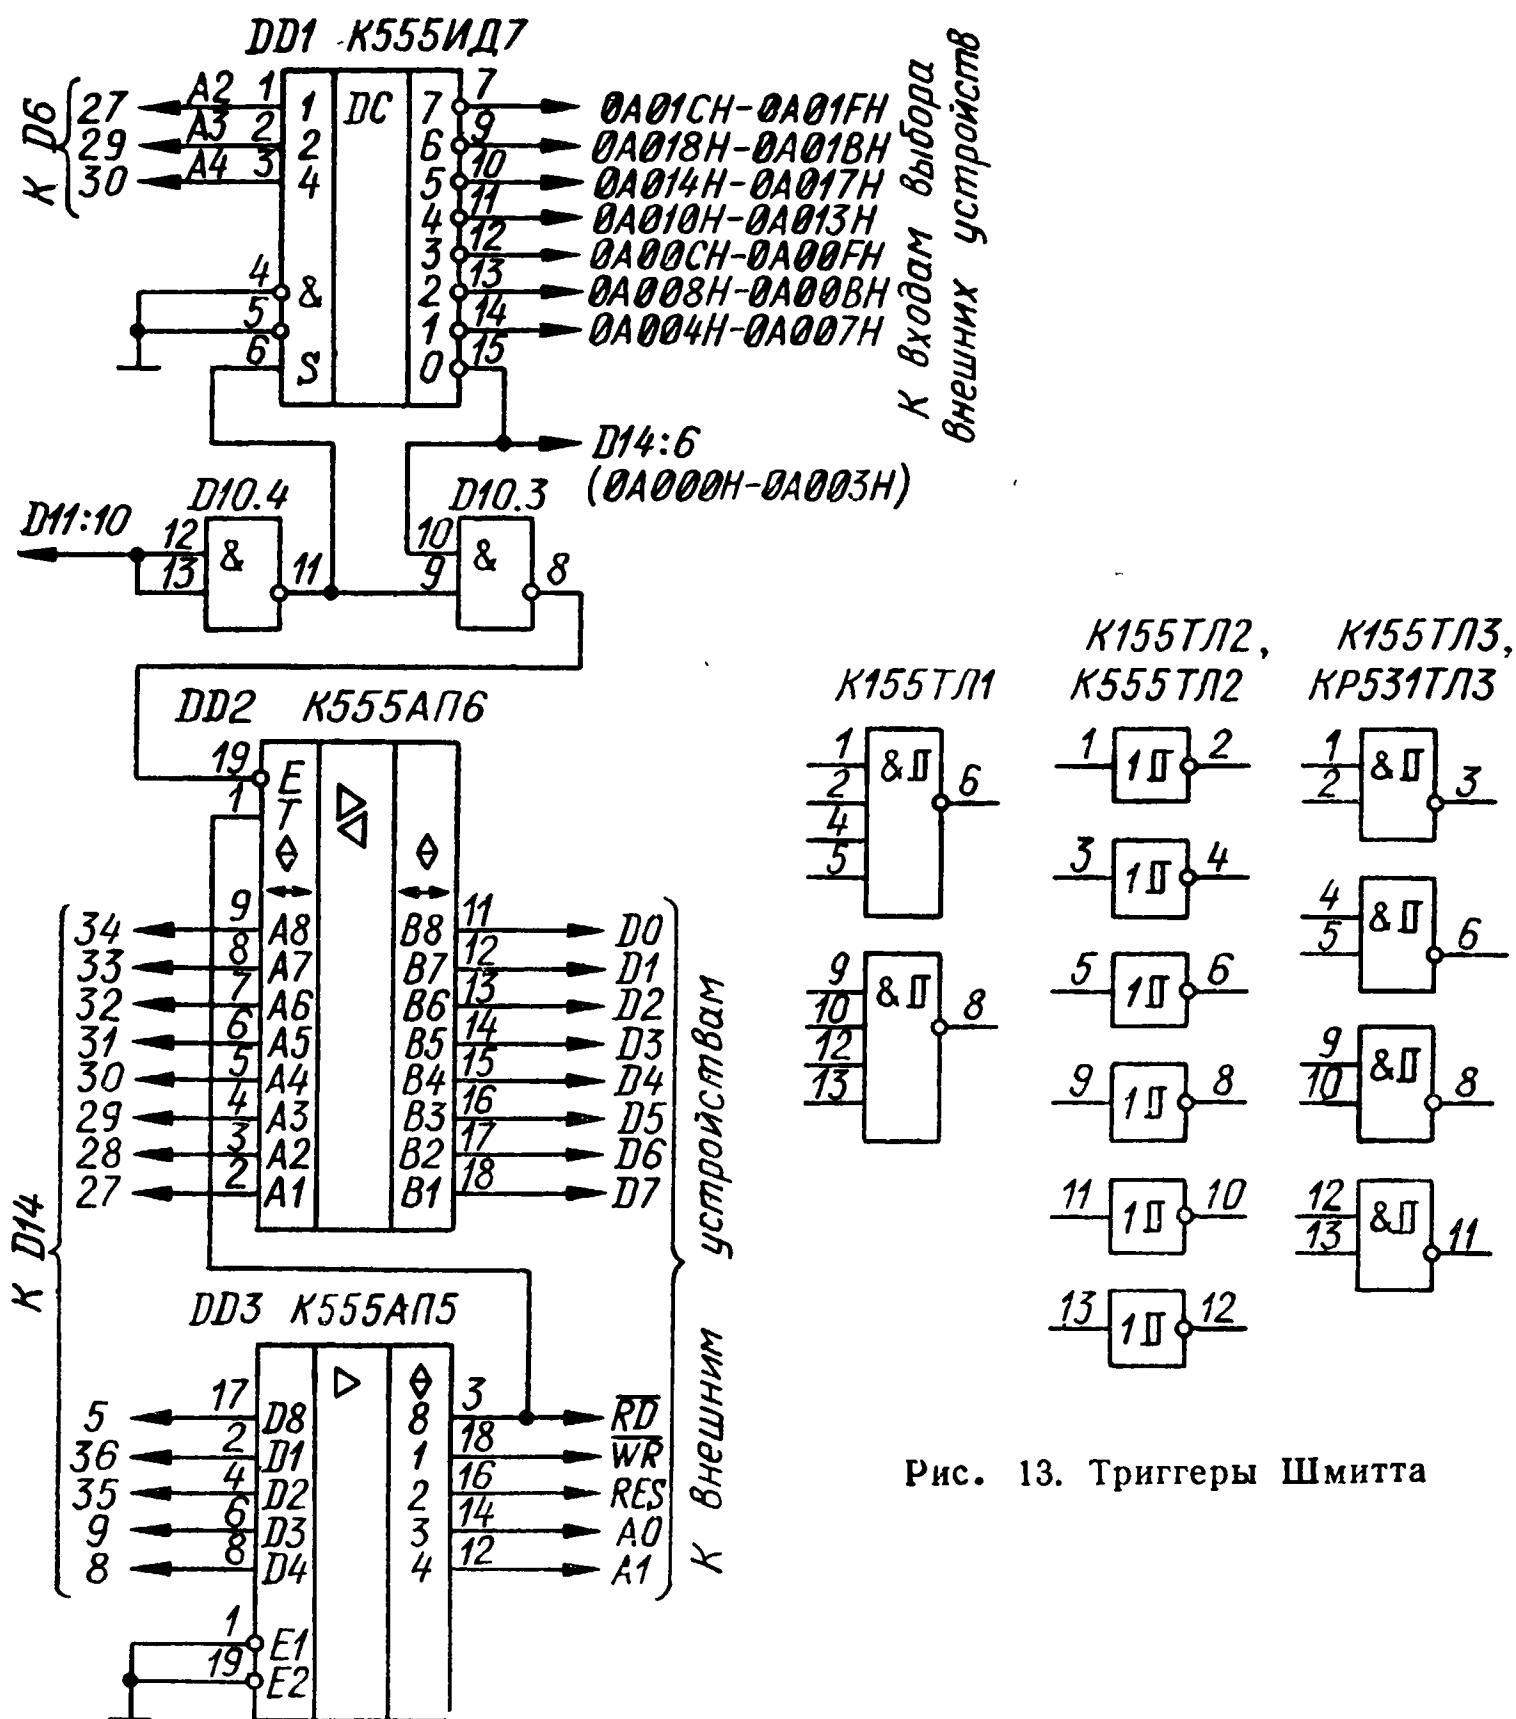 DD1 К555ИД7
К D6
27 A2 1 1 DC 7 7 0A01CH-0A01FH
29 A3 2 2 6 9 0A018H-0A01BH
30 A4 3 4 5 10 0A014H-0A017H
4 11 0A010H-0A013H
3 12 0A00CH-0A00FH
4 & 2 13 0A008H-0A00BH
5 1 14 0A004H-0A007H
6 S 0 15
К входам выбора
внешних устройств
D14:6
(0A000H-0A003H)
D11:10
D10.4
12 & 11
13
D10.3
10 & 8
9
DD2 К555АП6
19 E
1 T
К D14
34 9 A8 B8 11 D0
33 8 A7 B7 12 D1
32 7 A6 B6 13 D2
31 6 A5 B5 14 D3
30 5 A4 B4 15 D4
29 4 A3 B3 16 D5
28 3 A2 B2 17 D6
27 2 A1 B1 18 D7
DD3 К555АП5
5 17 D8 8 3 RD
36 2 D1 1 18 WR
35 4 D2 2 16 RES
9 6 D3 3 14 A0
8 8 D4 4 12 A1
1 E1
19 E2
К внешним устройствам
К155ТЛ1
1 & 6
2
4
5
9 & 8
10
12
13
К155ТЛ2,
К555ТЛ2
1 1 2
3 1 4
5 1 6
9 1 8
11 1 10
13 1 12
К155ТЛ3,
КР531ТЛ3
1 & 3
2
4 & 6
5
9 & 8
10
12 & 11
13
Рис. 13. Триггеры Шмитта